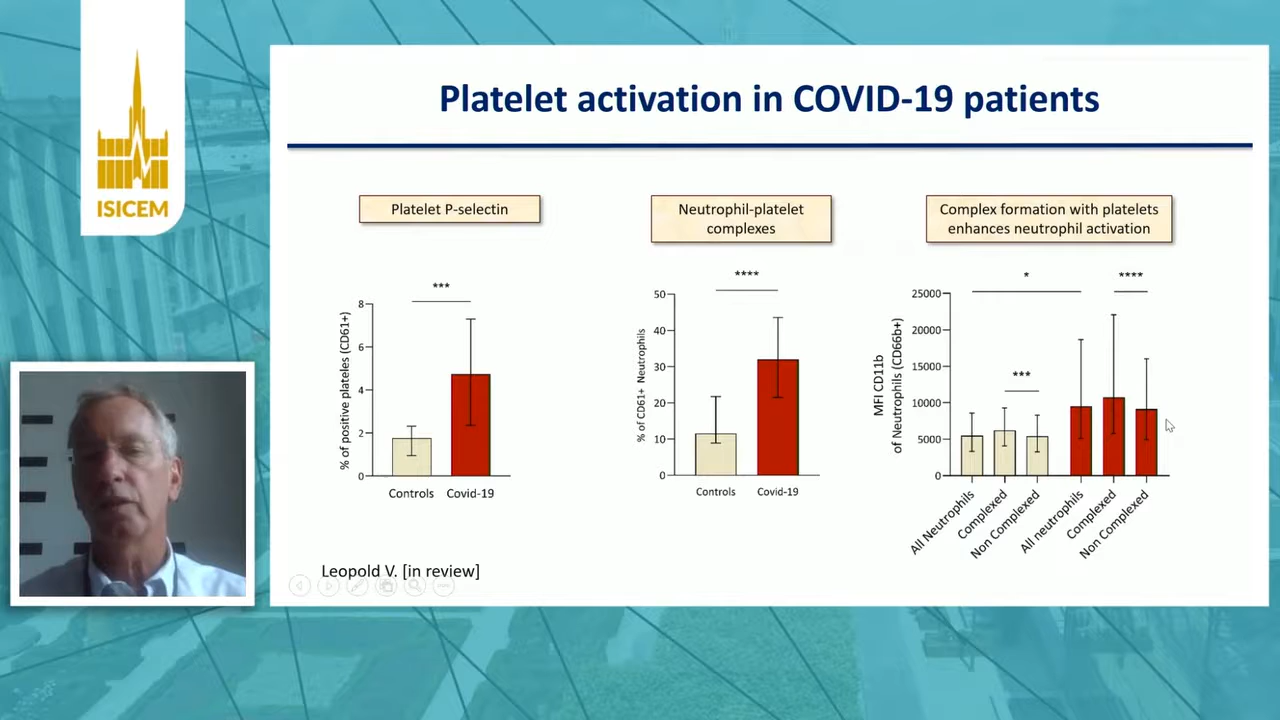 ISICEM
Platelet activation in COVID-19 patients
Platelet P-selectin
***
% of positive plateles (CD61+)
8
6
4
2
0
Controls
Covid-19
Neutrophil-platelet
complexes
****
% of CD61+ Neutrophils
50
40
30
20
10
0
Controls
Covid-19
Complex formation with platelets
enhances neutrophil activation
*
****
***
MFI CD11b
of Neutrophils (CD66b+)
25000
20000
15000
10000
5000
0
All Neutrophils
Complexed
Non Complexed
All neutrophils
Complexed
Non Complexed
Leopold V. [in review]